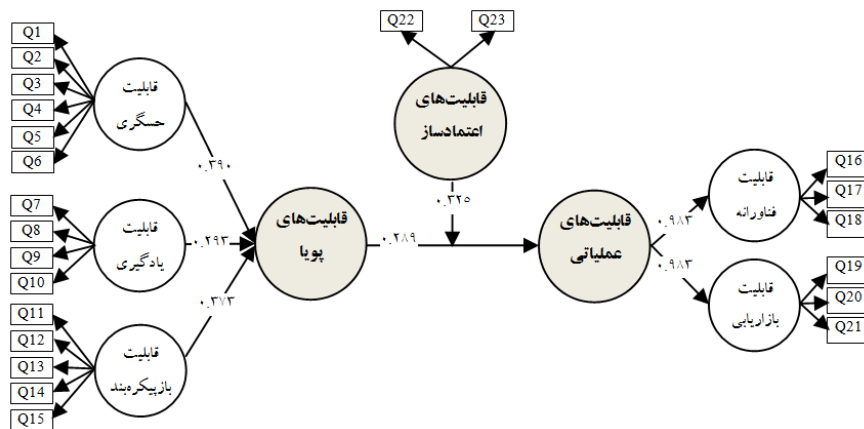 Q1
Q2
Q3
Q4
Q5
Q6
قابلیت
حسگری
۰.۳۹۰
Q7
Q8
Q9
Q10
قابلیت
یادگیری
۰.۲۹۳
Q11
Q12
Q13
Q14
Q15
قابلیت
بازپیکره‌بند
۰.۳۷۳
قابلیت‌های
پویا
۰.۲۸۹
Q22
Q23
قابلیت‌های
اعتمادساز
۰.۳۲۵
قابلیت‌های
عملیاتی
۰.۹۸۳
۰.۹۸۳
قابلیت
فناورانه
Q16
Q17
Q18
قابلیت
بازاریابی
Q19
Q20
Q21